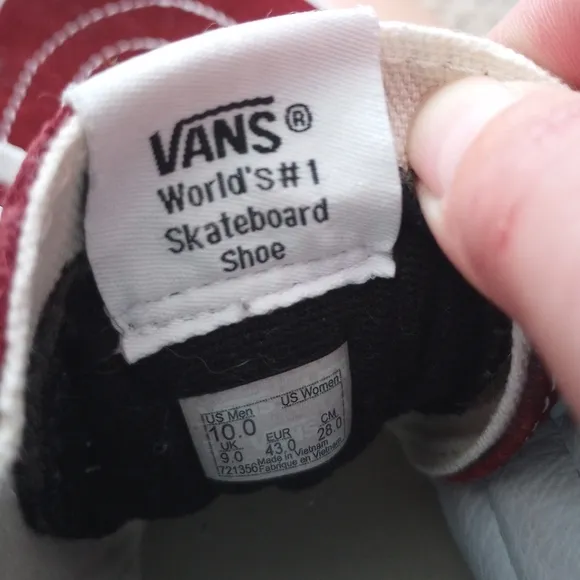 VANS®
World's#1
Skateboard
Shoe
US Men US Women
10.0
UK EUR CM
9.0 43.0 28.0
Made in Vietnam
721356 Fabrique en Vietnam